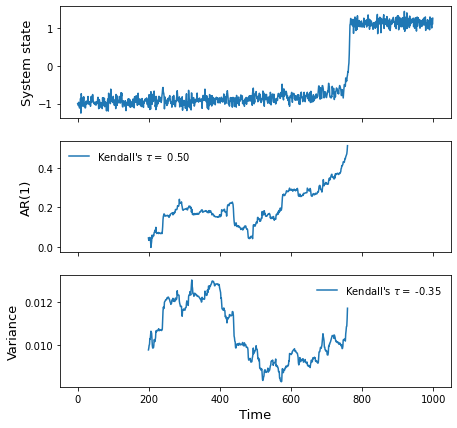 System state
1
0
−1
AR(1)
0.4
0.2
0.0
Kendall's τ = 0.50
Variance
0.012
0.010
Kendall's τ = -0.35
0 200 400 600 800 1000
Time